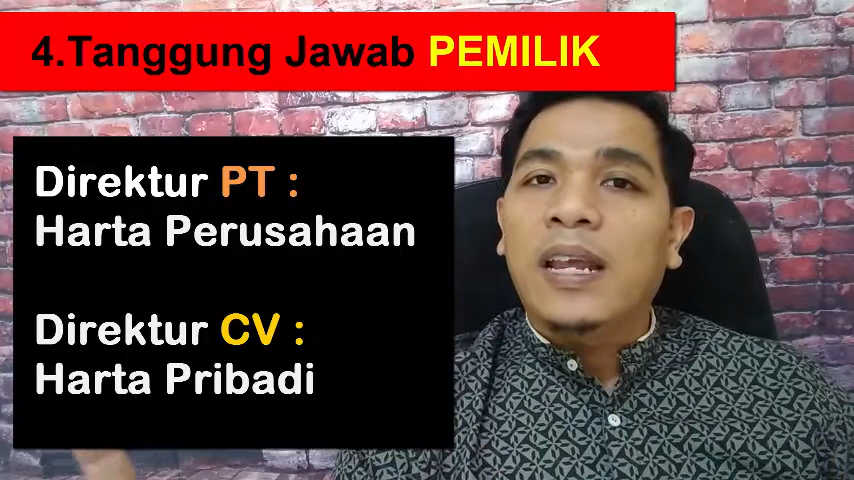 4.Tanggung Jawab PEMILIK
Direktur PT :
Harta Perusahaan
Direktur CV :
Harta Pribadi